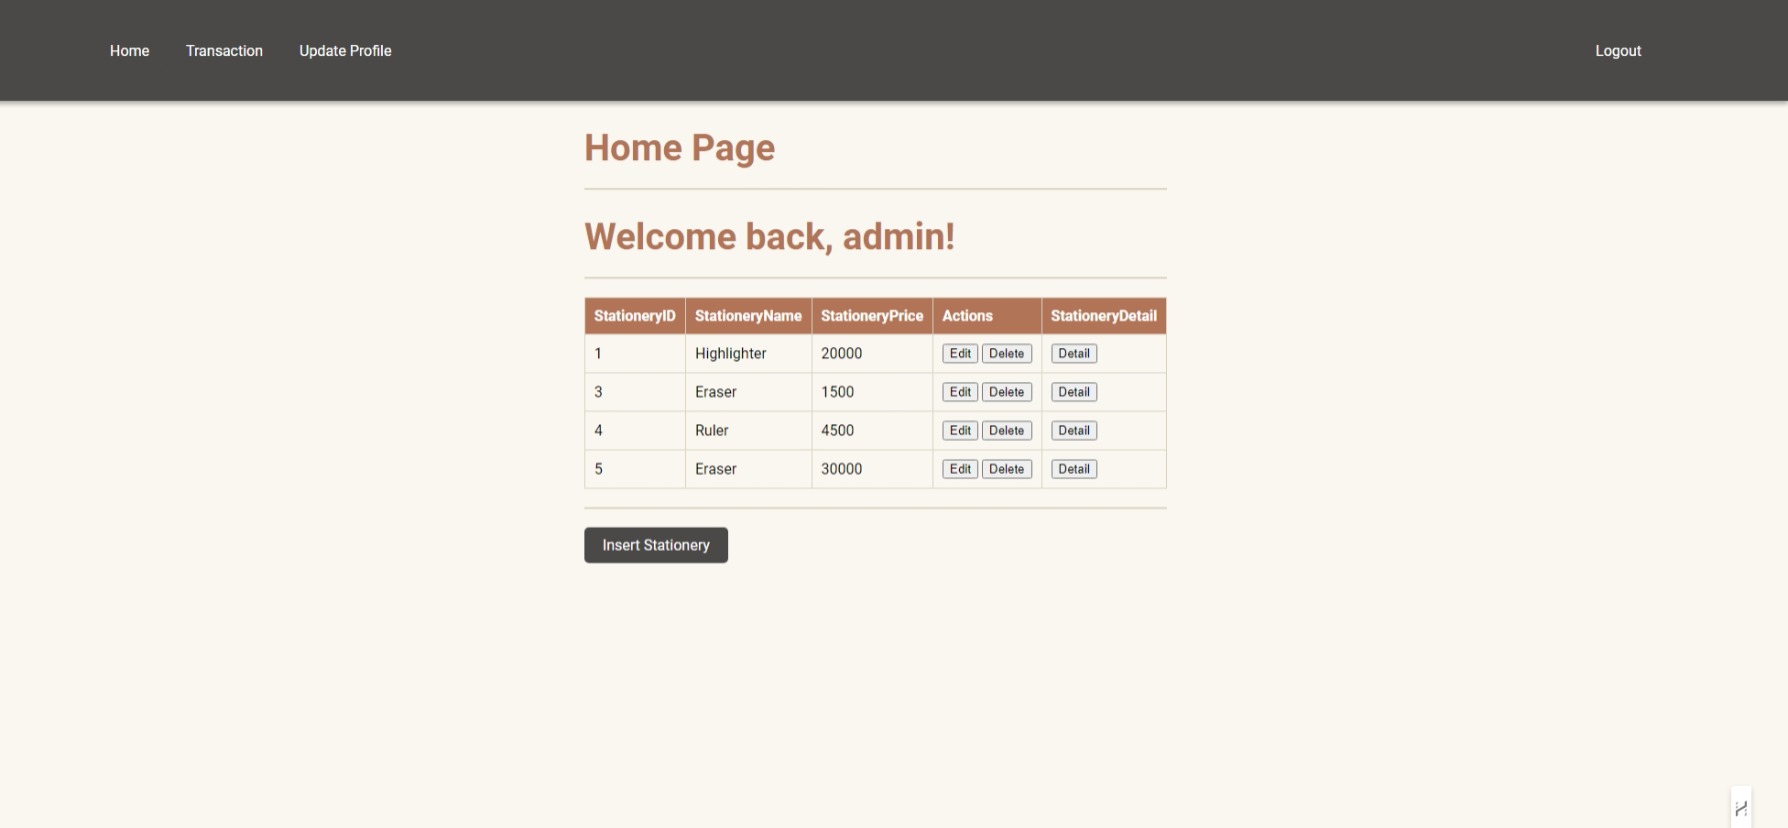 Home Transaction Update Profile Logout
Home Page
Welcome back, admin!
StationeryID StationeryName StationeryPrice Actions StationeryDetail
1 Highlighter 20000 Edit Delete Detail
3 Eraser 1500 Edit Delete Detail
4 Ruler 4500 Edit Delete Detail
5 Eraser 30000 Edit Delete Detail
Insert Stationery